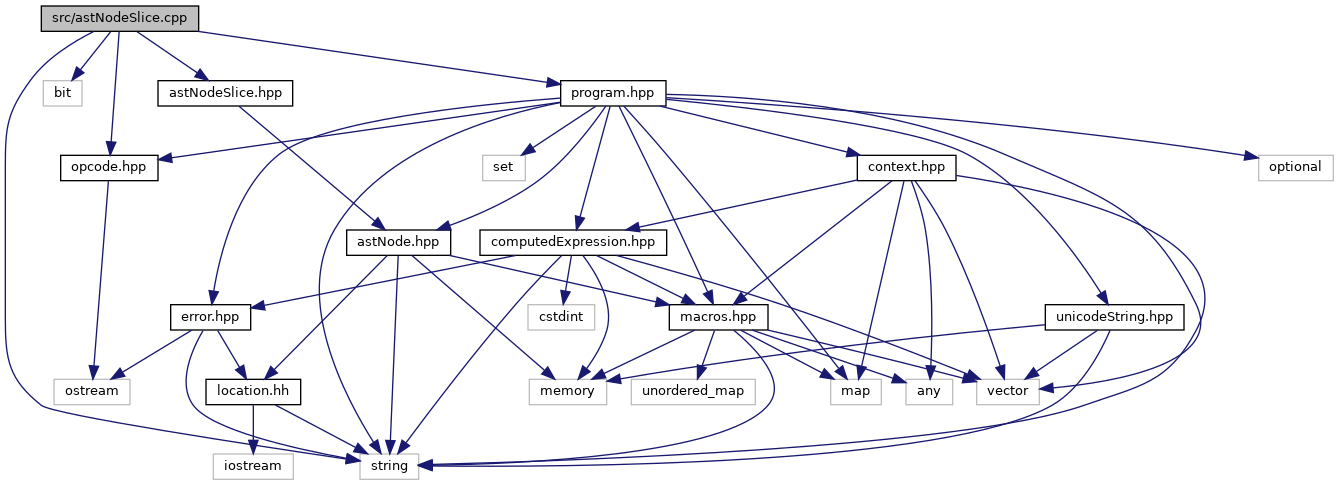 src/astNodeSlice.cpp
bit
astNodeSlice.hpp
program.hpp
opcode.hpp
set
context.hpp
optional
astNode.hpp
computedExpression.hpp
error.hpp
cstdint
macros.hpp
unicodeString.hpp
ostream
location.hh
memory
unordered_map
map
any
vector
iostream
string